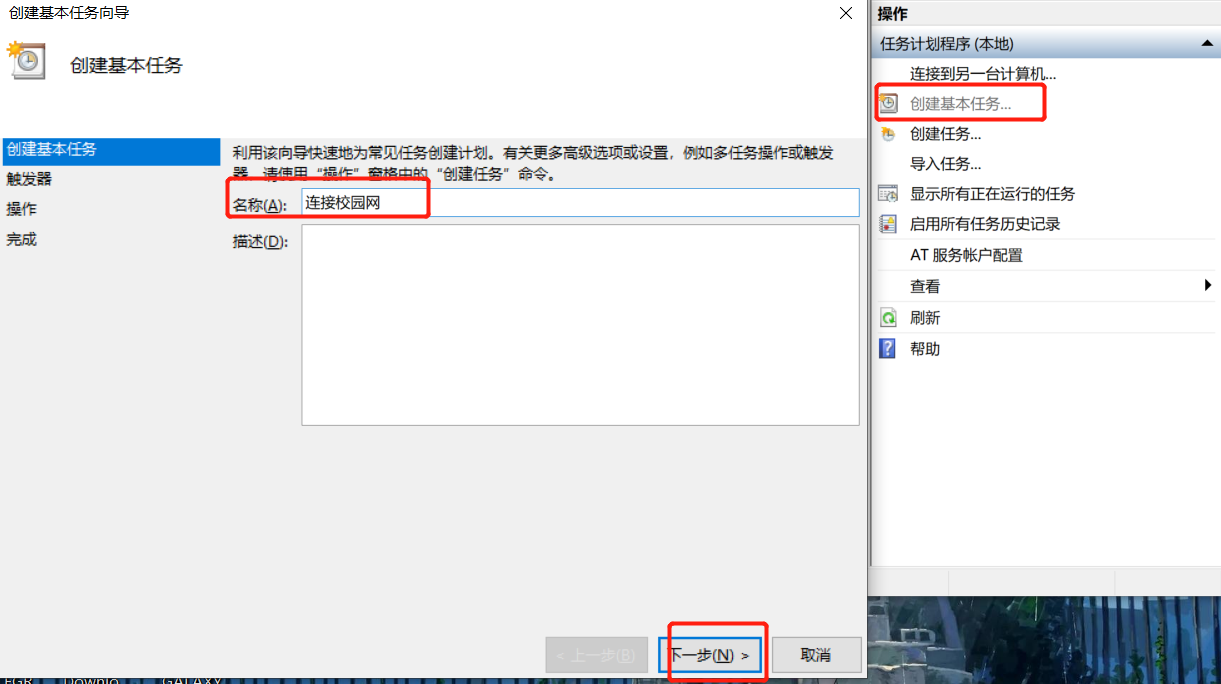 创建基本任务向导
创建基本任务
创建基本任务
触发器
操作
完成
利用该向导快速地为常见任务创建计划。有关更多高级选项或设置，例如多任务操作或触发
器，请使用“操作”窗格中的“创建任务”命令。
名称(A): 连接校园网
描述(D):
< 上一步(B)
下一步(N) >
取消
操作
任务计划程序 (本地)
连接到另一台计算机...
创建基本任务...
创建任务...
导入任务...
显示所有正在运行的任务
启用所有任务历史记录
AT 服务帐户配置
查看
刷新
帮助